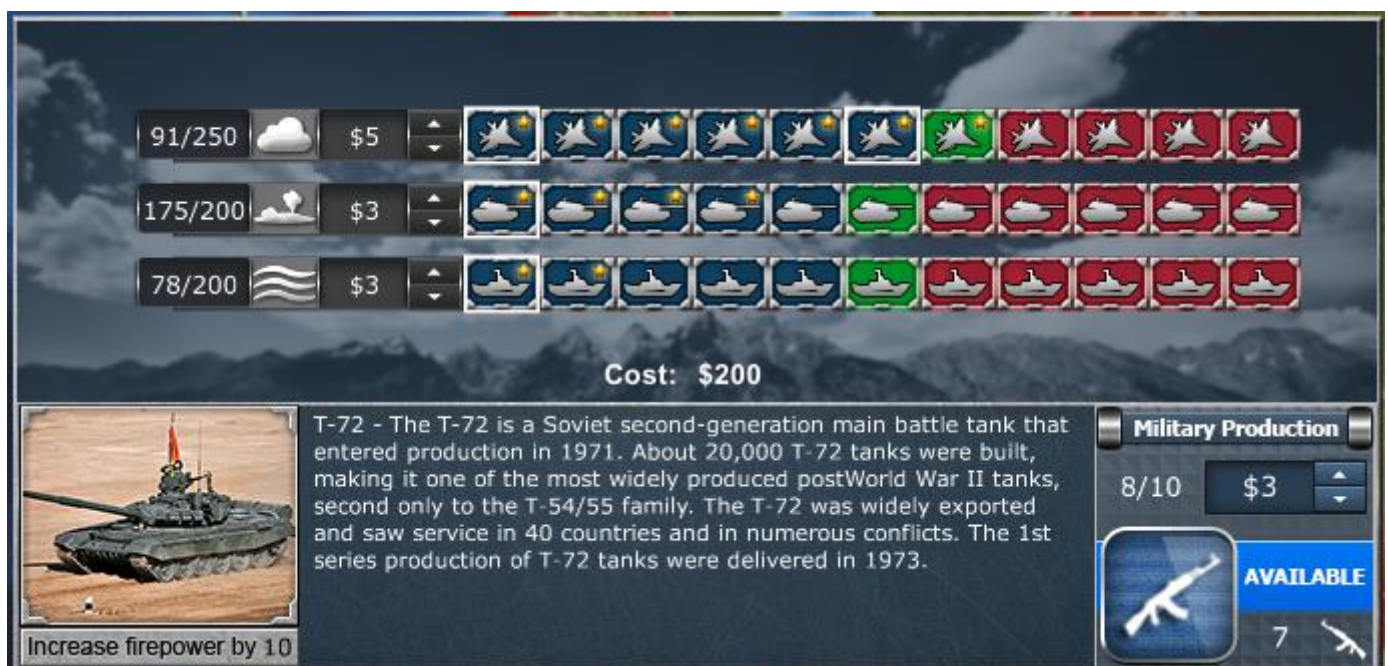 91/250 $5
175/200 $3
78/200 $3
Cost: $200
T-72 - The T-72 is a Soviet second-generation main battle tank that
entered production in 1971. About 20,000 T-72 tanks were built,
making it one of the most widely produced postWorld War II tanks,
second only to the T-54/55 family. The T-72 was widely exported
and saw service in 40 countries and in numerous conflicts. The 1st
series production of T-72 tanks were delivered in 1973.
Increase firepower by 10
Military Production
8/10 $3
AVAILABLE
7